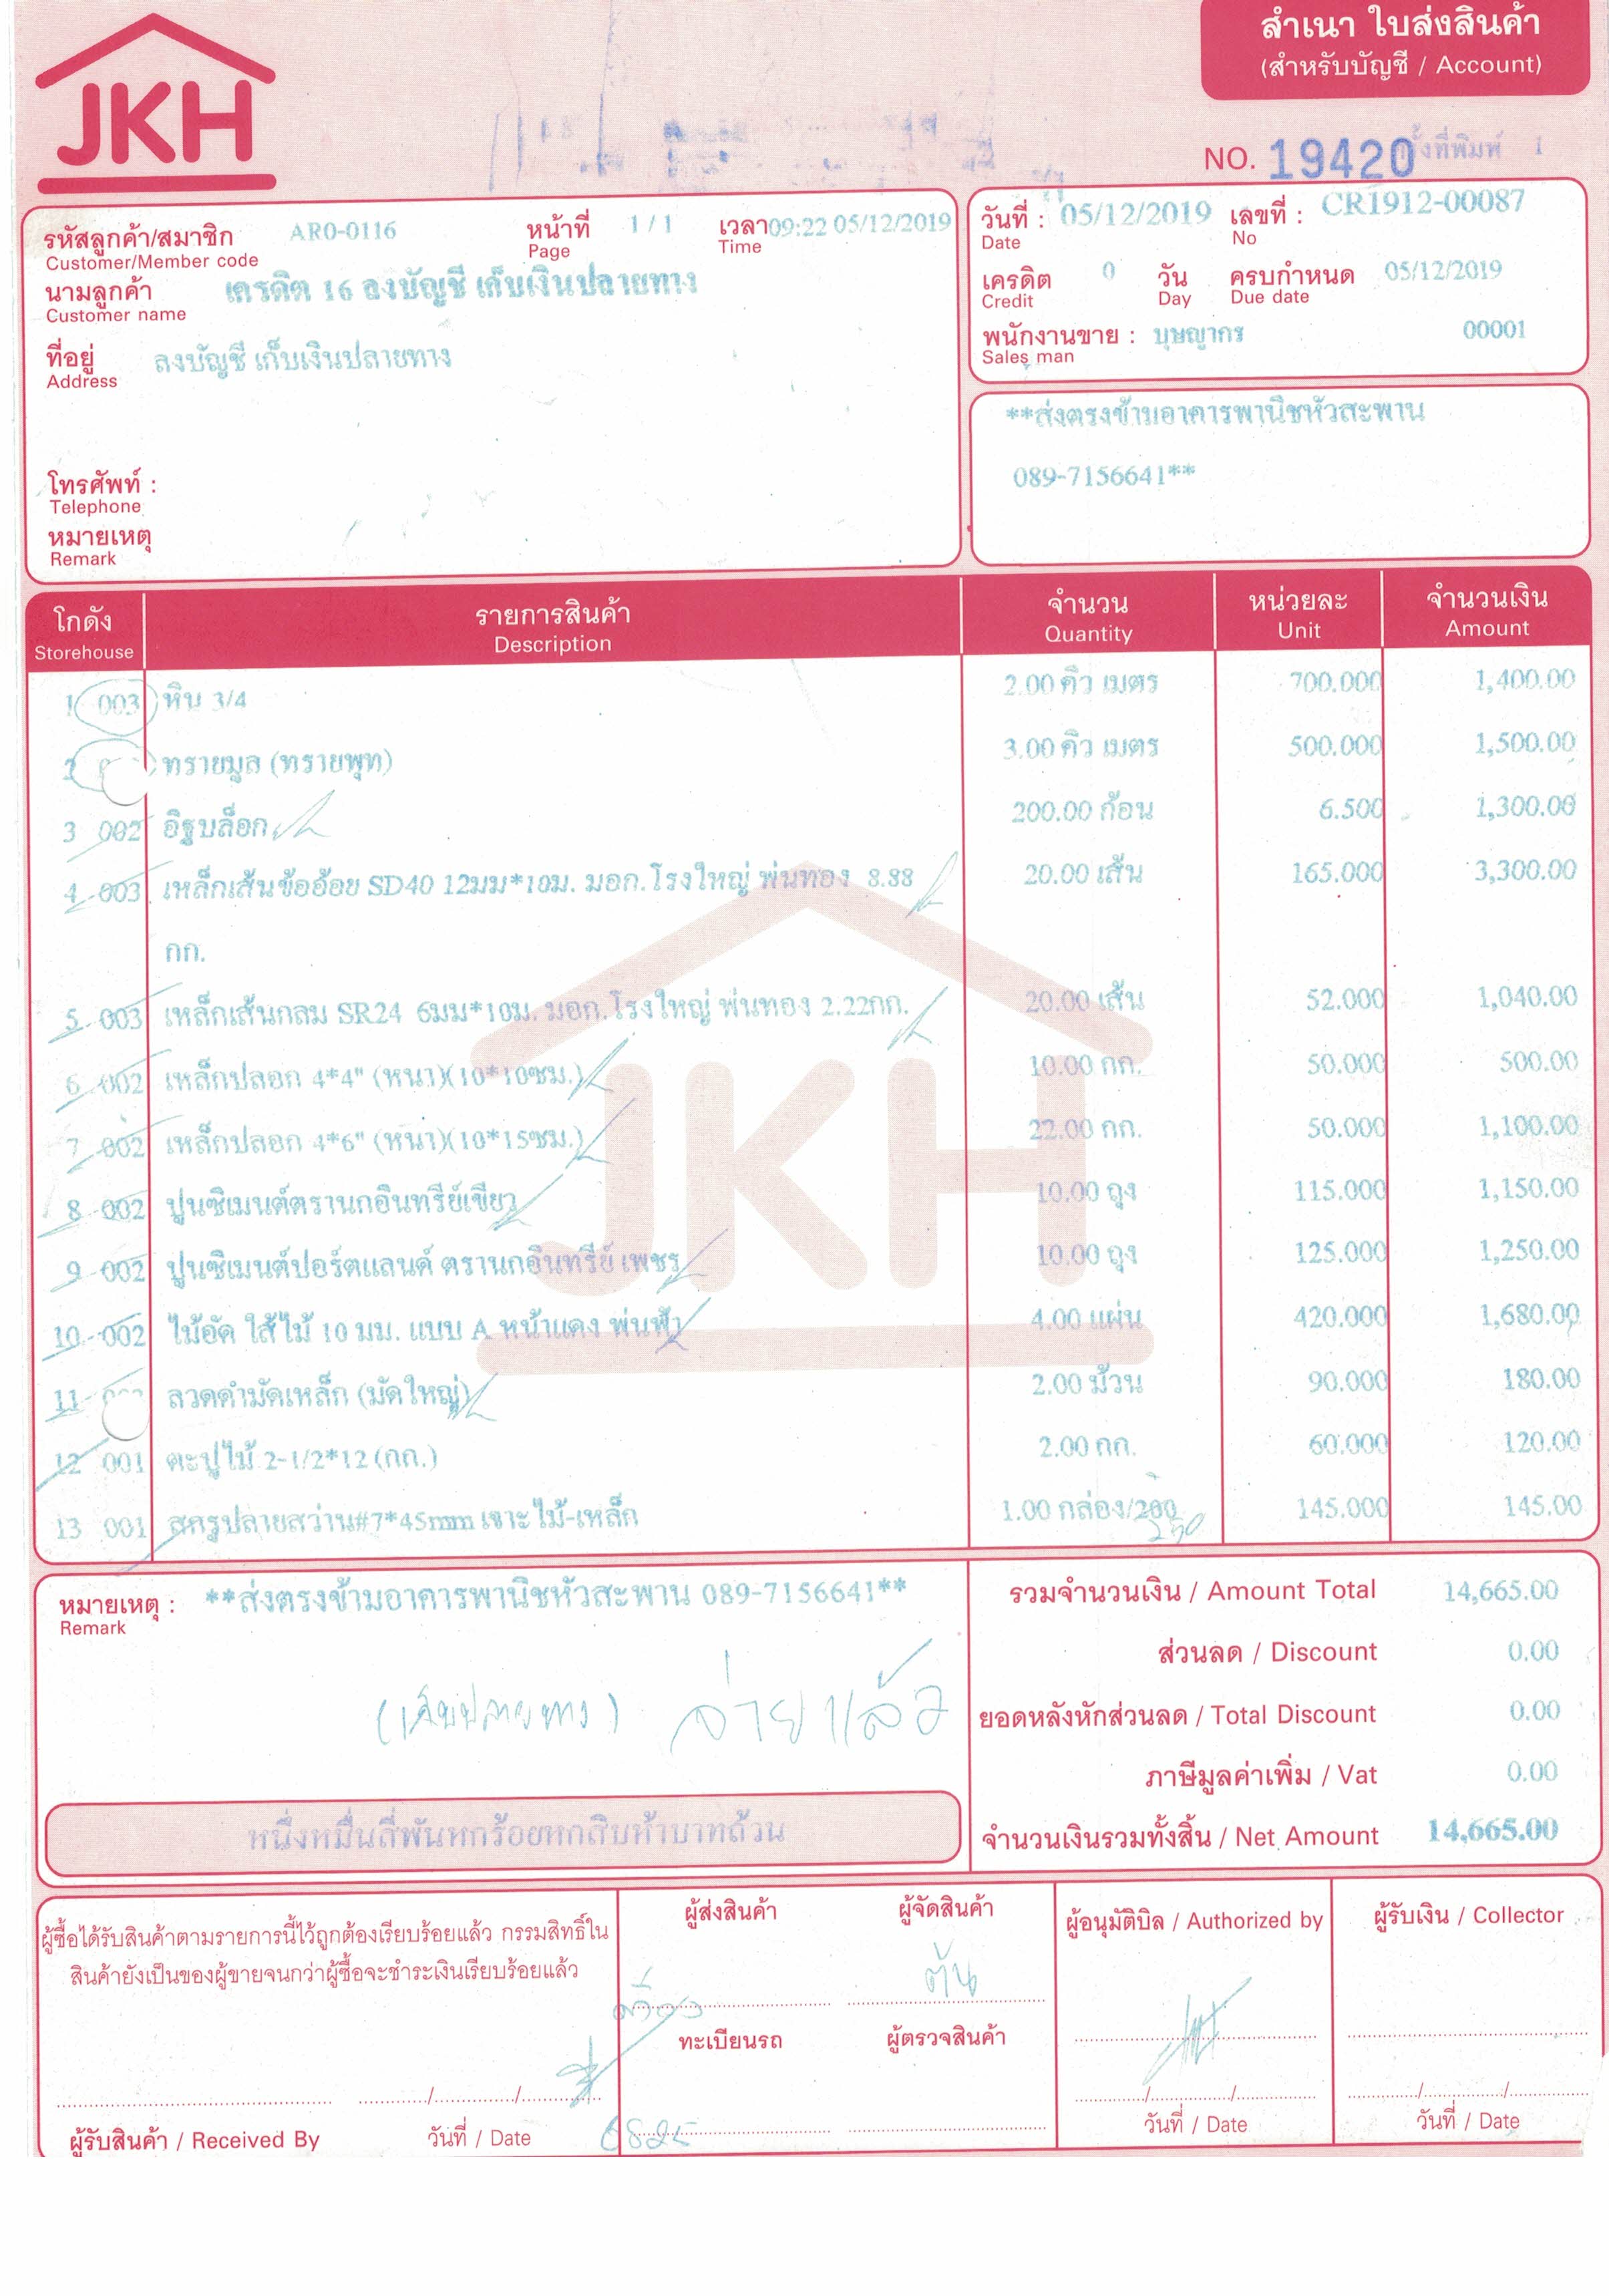 JKH
สำเนา ใบส่งสินค้า
(สำหรับบัญชี / Account)
NO. 19420 ครั้งที่พิมพ์ 1
รหัสลูกค้า/สมาชิก AR0-0116 หน้าที่ 1 / 1 เวลา 09:22 05/12/2019
Customer/Member code Page Time
นามลูกค้า เครดิต 16 ลงบัญชี เก็บเงินปลายทาง
Customer name
ที่อยู่ ลงบัญชี เก็บเงินปลายทาง
Address
โทรศัพท์ :
Telephone
หมายเหตุ
Remark
วันที่ : 05/12/2019 เลขที่ : CR1912-00087
Date No
เครดิต 0 วัน ครบกำหนด 05/12/2019
Credit Day Due date
พนักงานขาย : บุษญากร 00001
Sales man
**ส่งตรงข้ามอาคารพานิชหัวสะพาน
089-7156641**
โกดัง รายการสินค้า จำนวน หน่วยละ จำนวนเงิน
Storehouse Description Quantity Unit Amount
1 003 หิน 3/4 2.00 คิว เมตร 700.000 1,400.00
2 ทรายมูล (ทรายพุท) 3.00 คิว เมตร 500.000 1,500.00
3 002 อิฐบล็อก 200.00 ก้อน 6.500 1,300.00
4 003 เหล็กเส้นข้ออ้อย SD40 12มม*10ม. มอก.โรงใหญ่ พ่นทอง 8.88 20.00 เส้น 165.000 3,300.00
กก.
5 003 เหล็กเส้นกลม SR24 6มม*10ม. มอก.โรงใหญ่ พ่นทอง 2.22กก. 20.00 เส้น 52.000 1,040.00
6 002 เหล็กปลอก 4*4" (หนา)(10*10ซม.) 10.00 กก. 50.000 500.00
7 002 เหล็กปลอก 4*6" (หนา)(10*15ซม.) 22.00 กก. 50.000 1,100.00
8 002 ปูนซิเมนต์ตรานกอินทรีย์เขียว 10.00 ถุง 115.000 1,150.00
9 002 ปูนซิเมนต์ปอร์ตแลนด์ ตรานกอินทรีย์ เพชร 10.00 ถุง 125.000 1,250.00
10 002 ไม้อัด ไส้ไม้ 10 มม. แบบ A หน้าแดง พ่นฟ้า 4.00 แผ่น 420.000 1,680.00
11 ลวดดำมัดเหล็ก (มัดใหญ่) 2.00 ม้วน 90.000 180.00
12 001 ตะปูไม้ 2-1/2*12 (กก.) 2.00 กก. 60.000 120.00
13 001 สกรูปลายสว่าน#7*45mm เจาะไม้-เหล็ก 1.00 กล่อง/200 145.000 145.00
250
JKH
หมายเหตุ : **ส่งตรงข้ามอาคารพานิชหัวสะพาน 089-7156641**
Remark
(เก็บปลายทาง) จ่ายแล้ว
หนึ่งหมื่นสี่พันหกร้อยหกสิบห้าบาทถ้วน
รวมจำนวนเงิน / Amount Total 14,665.00
ส่วนลด / Discount 0.00
ยอดหลังหักส่วนลด / Total Discount 0.00
ภาษีมูลค่าเพิ่ม / Vat 0.00
จำนวนเงินรวมทั้งสิ้น / Net Amount 14,665.00
ผู้ซื้อได้รับสินค้าตามรายการนี้ไว้ถูกต้องเรียบร้อยแล้ว กรรมสิทธิ์ใน
สินค้ายังเป็นของผู้ขายจนกว่าผู้ซื้อจะชำระเงินเรียบร้อยแล้ว
ผู้รับสินค้า / Received By วันที่ / Date
ผู้ส่งสินค้า ผู้จัดสินค้า
ต้น
ทะเบียนรถ ผู้ตรวจสินค้า
ผู้อนุมัติบิล / Authorized by
วันที่ / Date
ผู้รับเงิน / Collector
วันที่ / Date